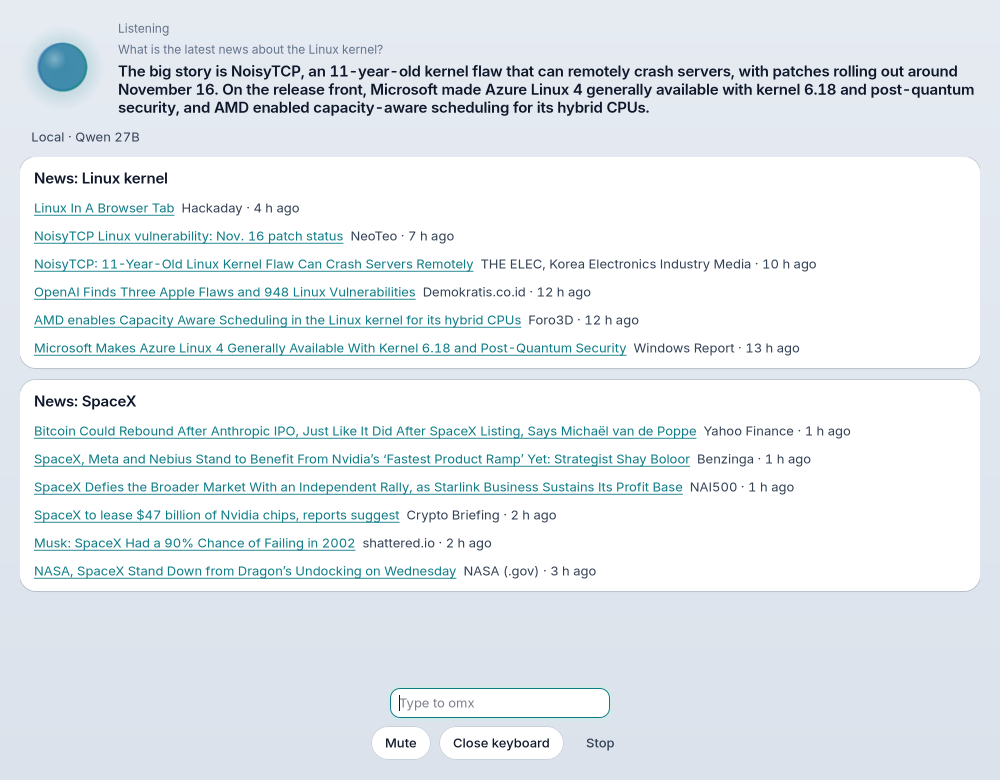 Listening
What is the latest news about the Linux kernel?
The big story is NoisyTCP, an 11-year-old kernel flaw that can remotely crash servers, with patches rolling out around
November 16. On the release front, Microsoft made Azure Linux 4 generally available with kernel 6.18 and post-quantum
security, and AMD enabled capacity-aware scheduling for its hybrid CPUs.
Local · Qwen 27B
News: Linux kernel
Linux In A Browser Tab Hackaday · 4 h ago
NoisyTCP Linux vulnerability: Nov. 16 patch status NeoTeo · 7 h ago
NoisyTCP: 11-Year-Old Linux Kernel Flaw Can Crash Servers Remotely THE ELEC, Korea Electronics Industry Media · 10 h ago
OpenAI Finds Three Apple Flaws and 948 Linux Vulnerabilities Demokratis.co.id · 12 h ago
AMD enables Capacity Aware Scheduling in the Linux kernel for its hybrid CPUs Foro3D · 12 h ago
Microsoft Makes Azure Linux 4 Generally Available With Kernel 6.18 and Post-Quantum Security Windows Report · 13 h ago
News: SpaceX
Bitcoin Could Rebound After Anthropic IPO, Just Like It Did After SpaceX Listing, Says Michaël van de Poppe Yahoo Finance · 1 h ago
SpaceX, Meta and Nebius Stand to Benefit From Nvidia’s ‘Fastest Product Ramp’ Yet: Strategist Shay Boloor Benzinga · 1 h ago
SpaceX Defies the Broader Market With an Independent Rally, as Starlink Business Sustains Its Profit Base NAI500 · 1 h ago
SpaceX to lease $47 billion of Nvidia chips, reports suggest Crypto Briefing · 2 h ago
Musk: SpaceX Had a 90% Chance of Failing in 2002 shattered.io · 2 h ago
NASA, SpaceX Stand Down from Dragon’s Undocking on Wednesday NASA (.gov) · 3 h ago
Type to omx
Mute Close keyboard Stop